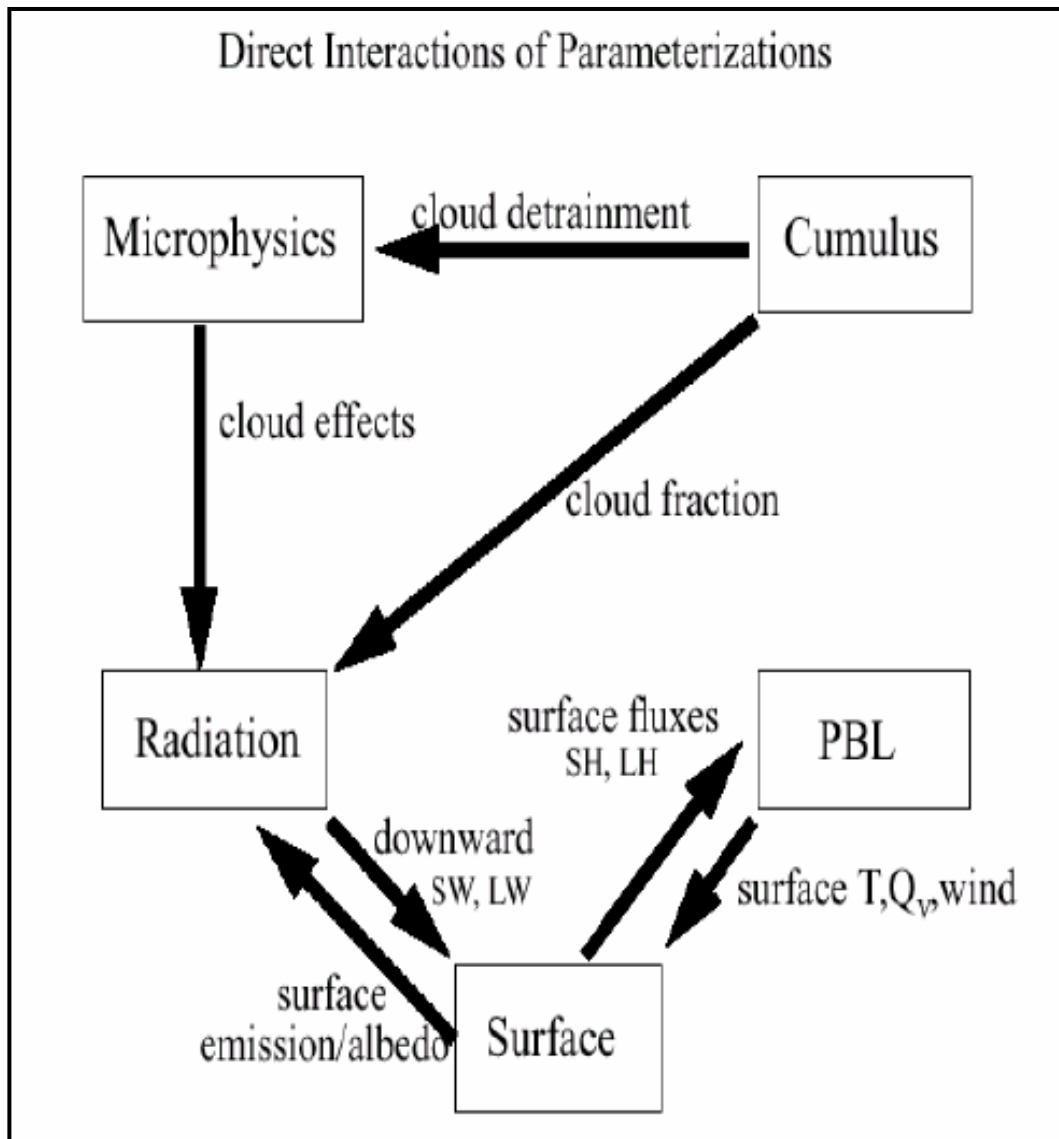 Direct Interactions of Parameterizations
Microphysics
cloud detrainment
Cumulus
cloud effects
cloud fraction
Radiation
surface fluxes
SH, LH
PBL
downward
SW, LW
surface T,Qv,wind
surface
emission/albedo
Surface